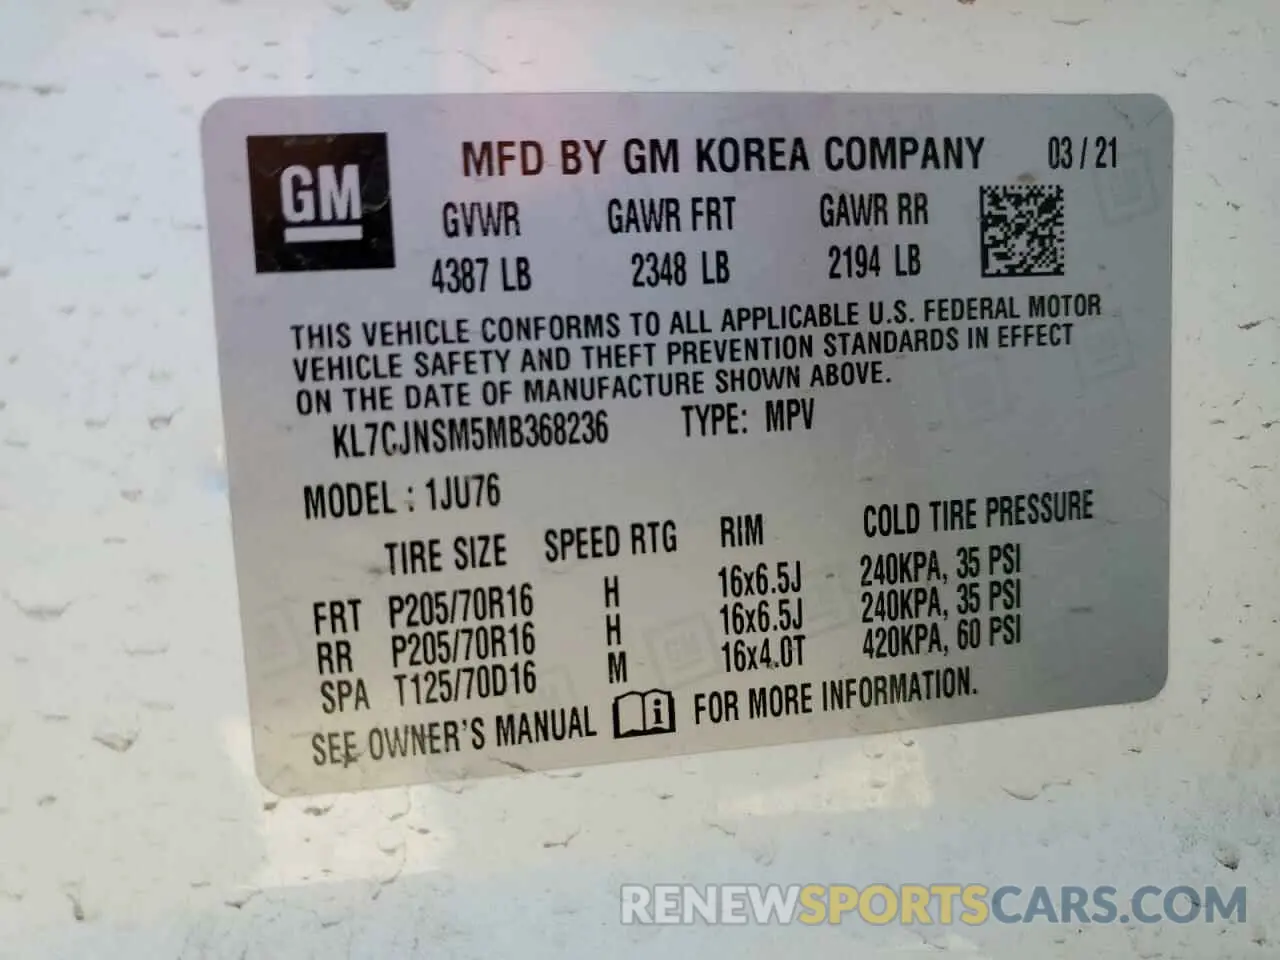 GM
MFD BY GM KOREA COMPANY 03 / 21
GVWR GAWR FRT GAWR RR
4387 LB 2348 LB 2194 LB
THIS VEHICLE CONFORMS TO ALL APPLICABLE U.S. FEDERAL MOTOR
VEHICLE SAFETY AND THEFT PREVENTION STANDARDS IN EFFECT
ON THE DATE OF MANUFACTURE SHOWN ABOVE.
KL7CJNSM5MB368236 TYPE: MPV
MODEL : 1JU76
TIRE SIZE SPEED RTG RIM COLD TIRE PRESSURE
FRT P205/70R16 H 16x6.5J 240KPA, 35 PSI
RR P205/70R16 H 16x6.5J 240KPA, 35 PSI
SPA T125/70D16 M 16x4.0T 420KPA, 60 PSI
SEE OWNER'S MANUAL i FOR MORE INFORMATION.
RENEWSPORTSCARS.COM